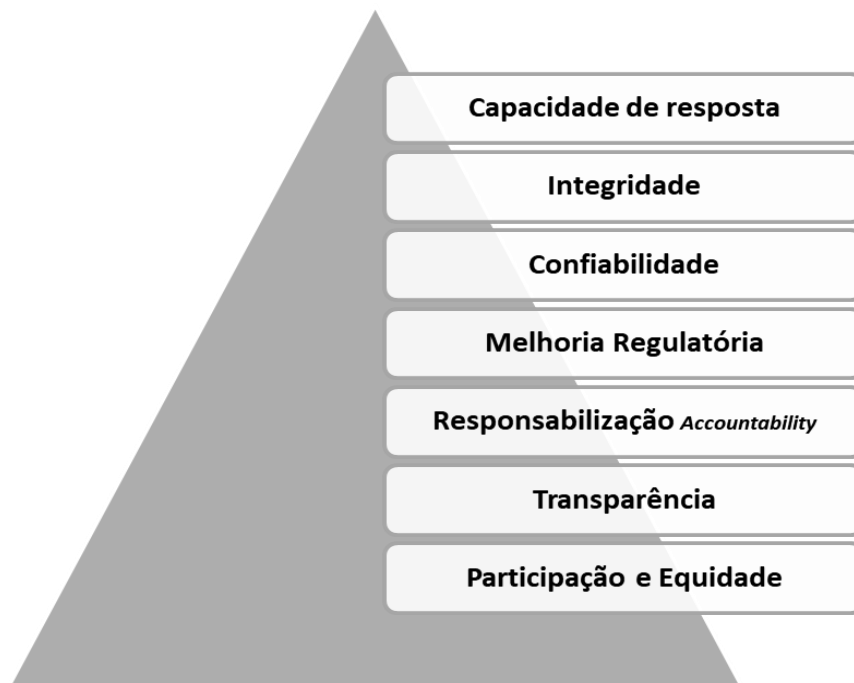 Capacidade de resposta
Integridade
Confiabilidade
Melhoria Regulatória
Responsabilização Accountability
Transparência
Participação e Equidade